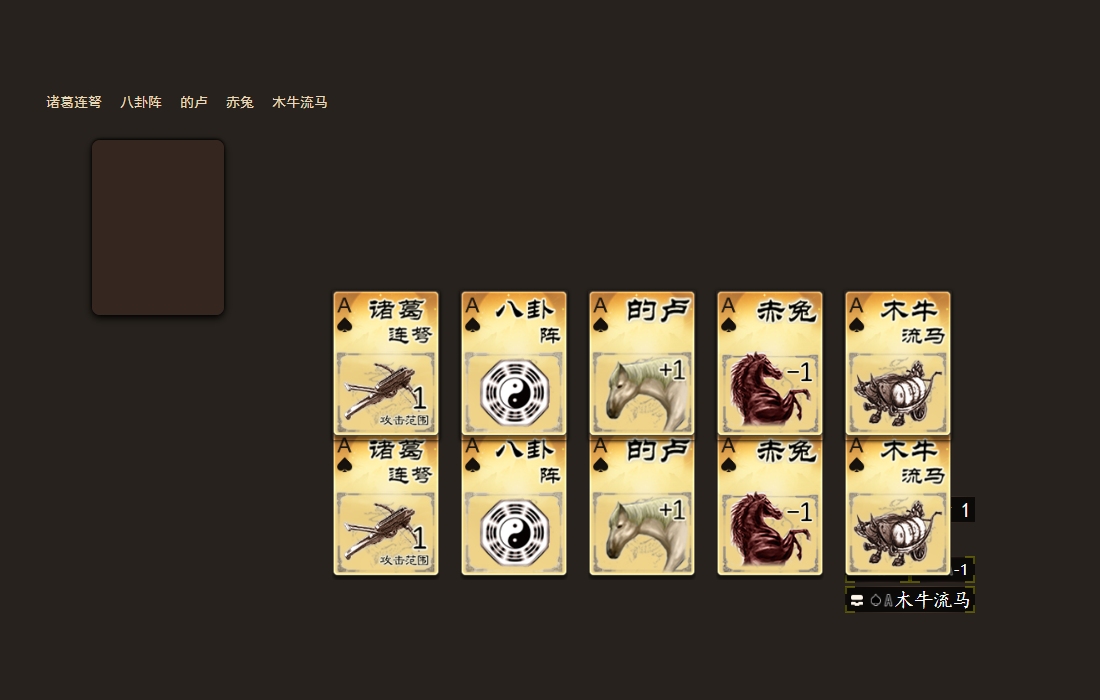 诸葛连弩 八卦阵 的卢 赤兔 木牛流马
A 诸葛 A 八卦 A 的卢 A 赤兔 A 木牛
连弩 阵 流马
+1 −1
1
攻击范围
A 诸葛 A 八卦 A 的卢 A 赤兔 A 木牛
连弩 阵 流马
+1 −1 1
1
攻击范围
-1
♤A木牛流马